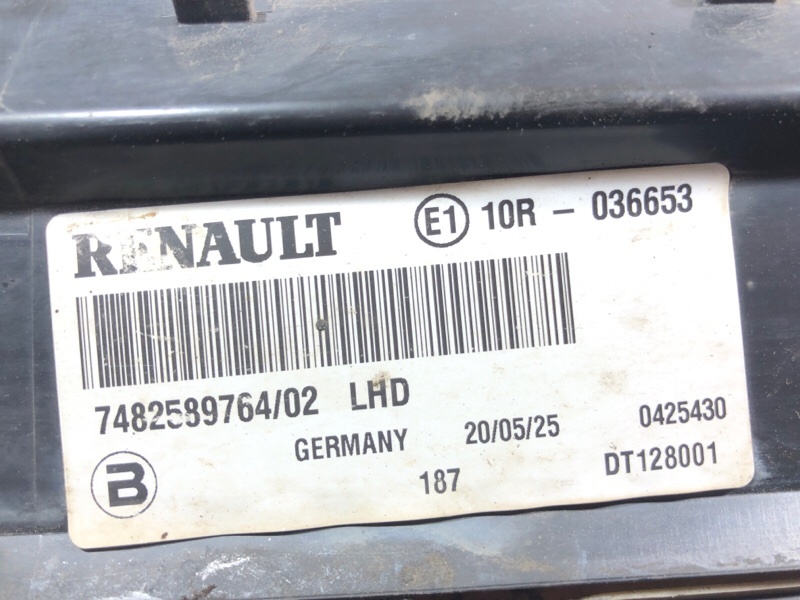 RENAULT E1 10R - 036653
7482589764/02 LHD
GERMANY 20/05/25 0425430
B 187 DT128001